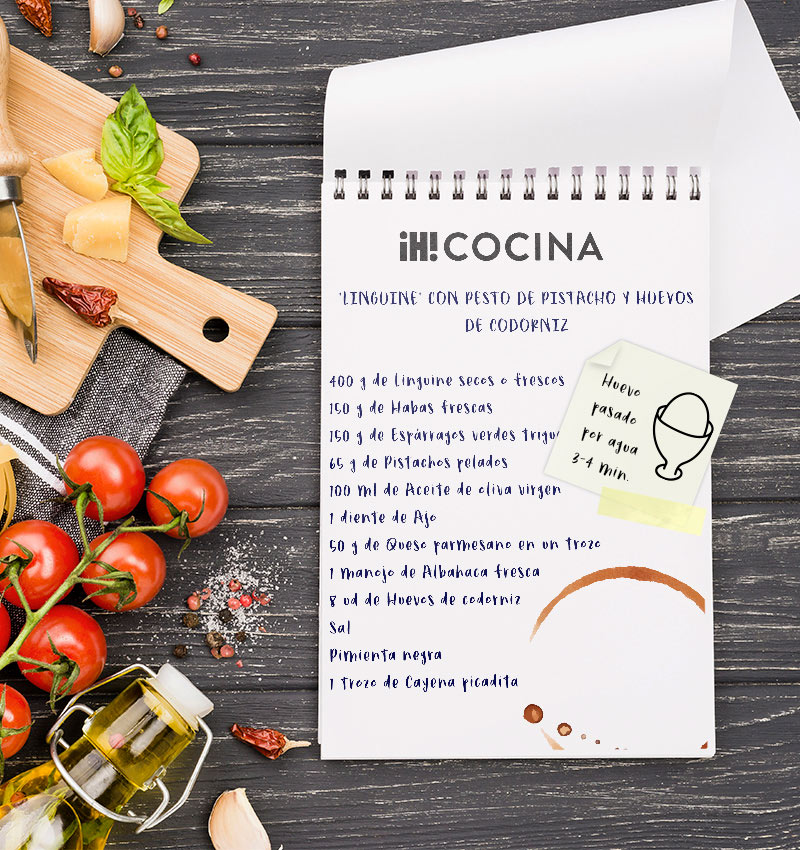 ¡H! COCINA
"LINGUINE" CON PESTO DE PISTACHO Y HUEVOS
DE CODORNIZ
400 g de Linguine secos o frescos
150 g de Habas frescas
150 g de Espárragos verdes
65 g de Pistachos pelados
100 ml de Aceite de oliva virgen
1 diente de Ajo
50 g de Queso parmesano en un trozo
1 manojo de Albahaca fresca
8 ud de Huevos de codorniz
Sal
Pimienta negra
1 trozo de Cayena picadita
Huevo
pasado
por agua
3-4 min.